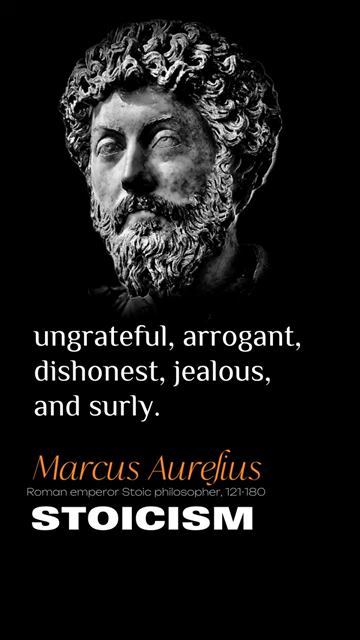 ungrateful, arrogant,
dishonest, jealous,
and surly.
Marcus Aurelius
Roman emperor Stoic philosopher, 121-180
STOICISM